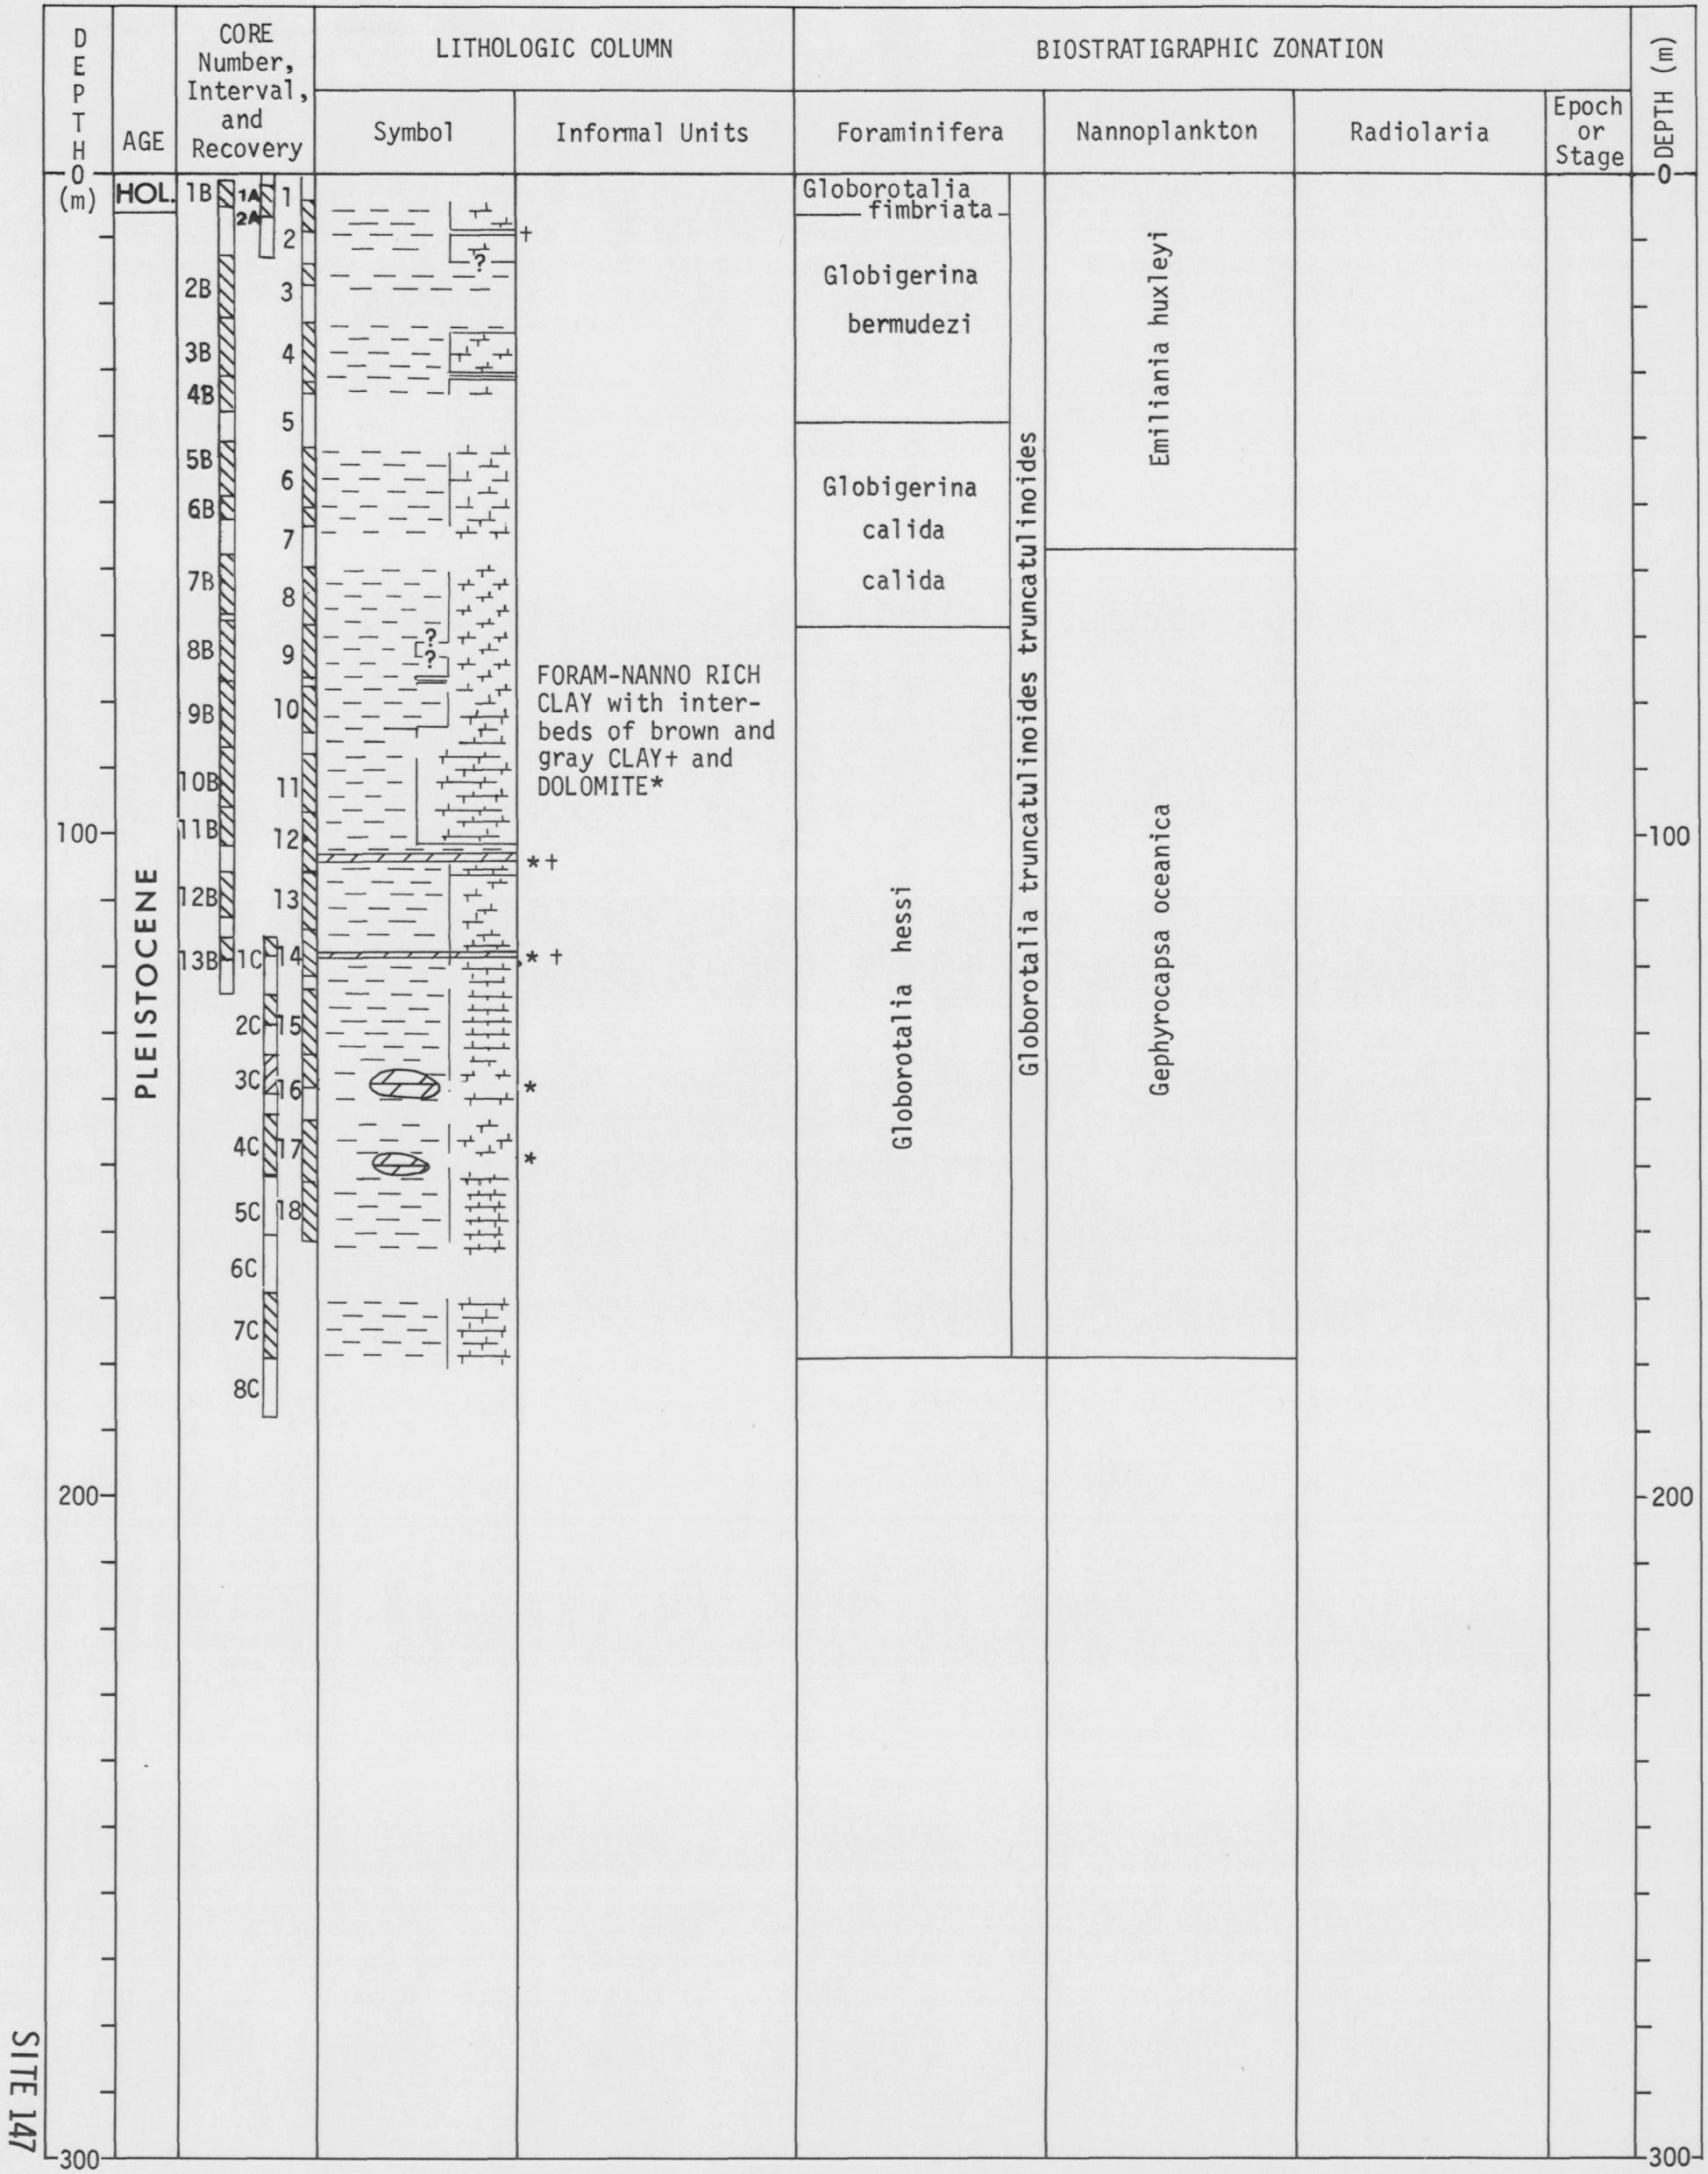 DEPTH
(m)
AGE
CORE
Number,
Interval,
and
Recovery
LITHOLOGIC COLUMN
Symbol
Informal Units
BIOSTRATIGRAPHIC ZONATION
Foraminifera
Nannoplankton
Radiolaria
Epoch
or
Stage
DEPTH (m)
0
100
200
300
0
100
200
300
HOL.
PLEISTOCENE
1B
2B
3B
4B
5B
6B
7B
8B
9B
10B
11B
12B
13B
1A
2A
1C
2C
3C
4C
5C
6C
7C
8C
1
2
3
4
5
6
7
8
9
10
11
12
13
14
15
16
17
18
†
?
?
?
* †
* †
*
*
FORAM-NANNO RICH
CLAY with inter-
beds of brown and
gray CLAY† and
DOLOMITE*
Globorotalia
fimbriata
Globigerina
bermudezi
Globigerina
calida
calida
Globorotalia hessi
Globorotalia truncatulinoides truncatulinoides
Emiliania huxleyi
Gephyrocapsa oceanica
SITE 147